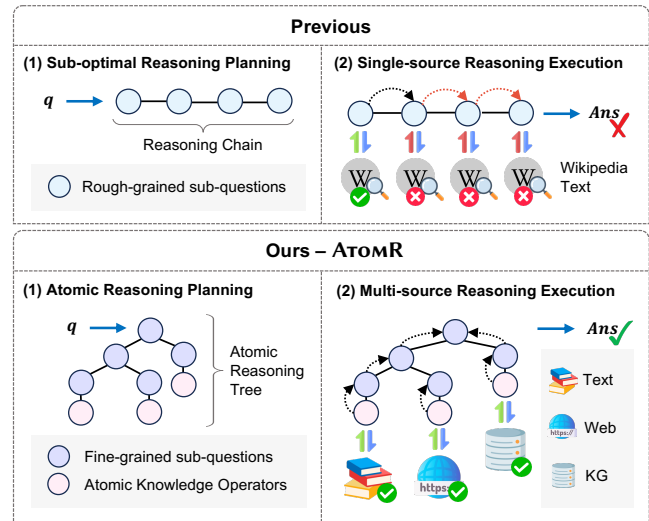 Previous
(1) Sub-optimal Reasoning Planning
q
Reasoning Chain
Rough-grained sub-questions
(2) Single-source Reasoning Execution
Ans
W W W W
Wikipedia
Text
Ours – ATOMR
(1) Atomic Reasoning Planning
q
Atomic
Reasoning
Tree
Fine-grained sub-questions
Atomic Knowledge Operators
(2) Multi-source Reasoning Execution
Ans
https:
Text
https://
Web
KG